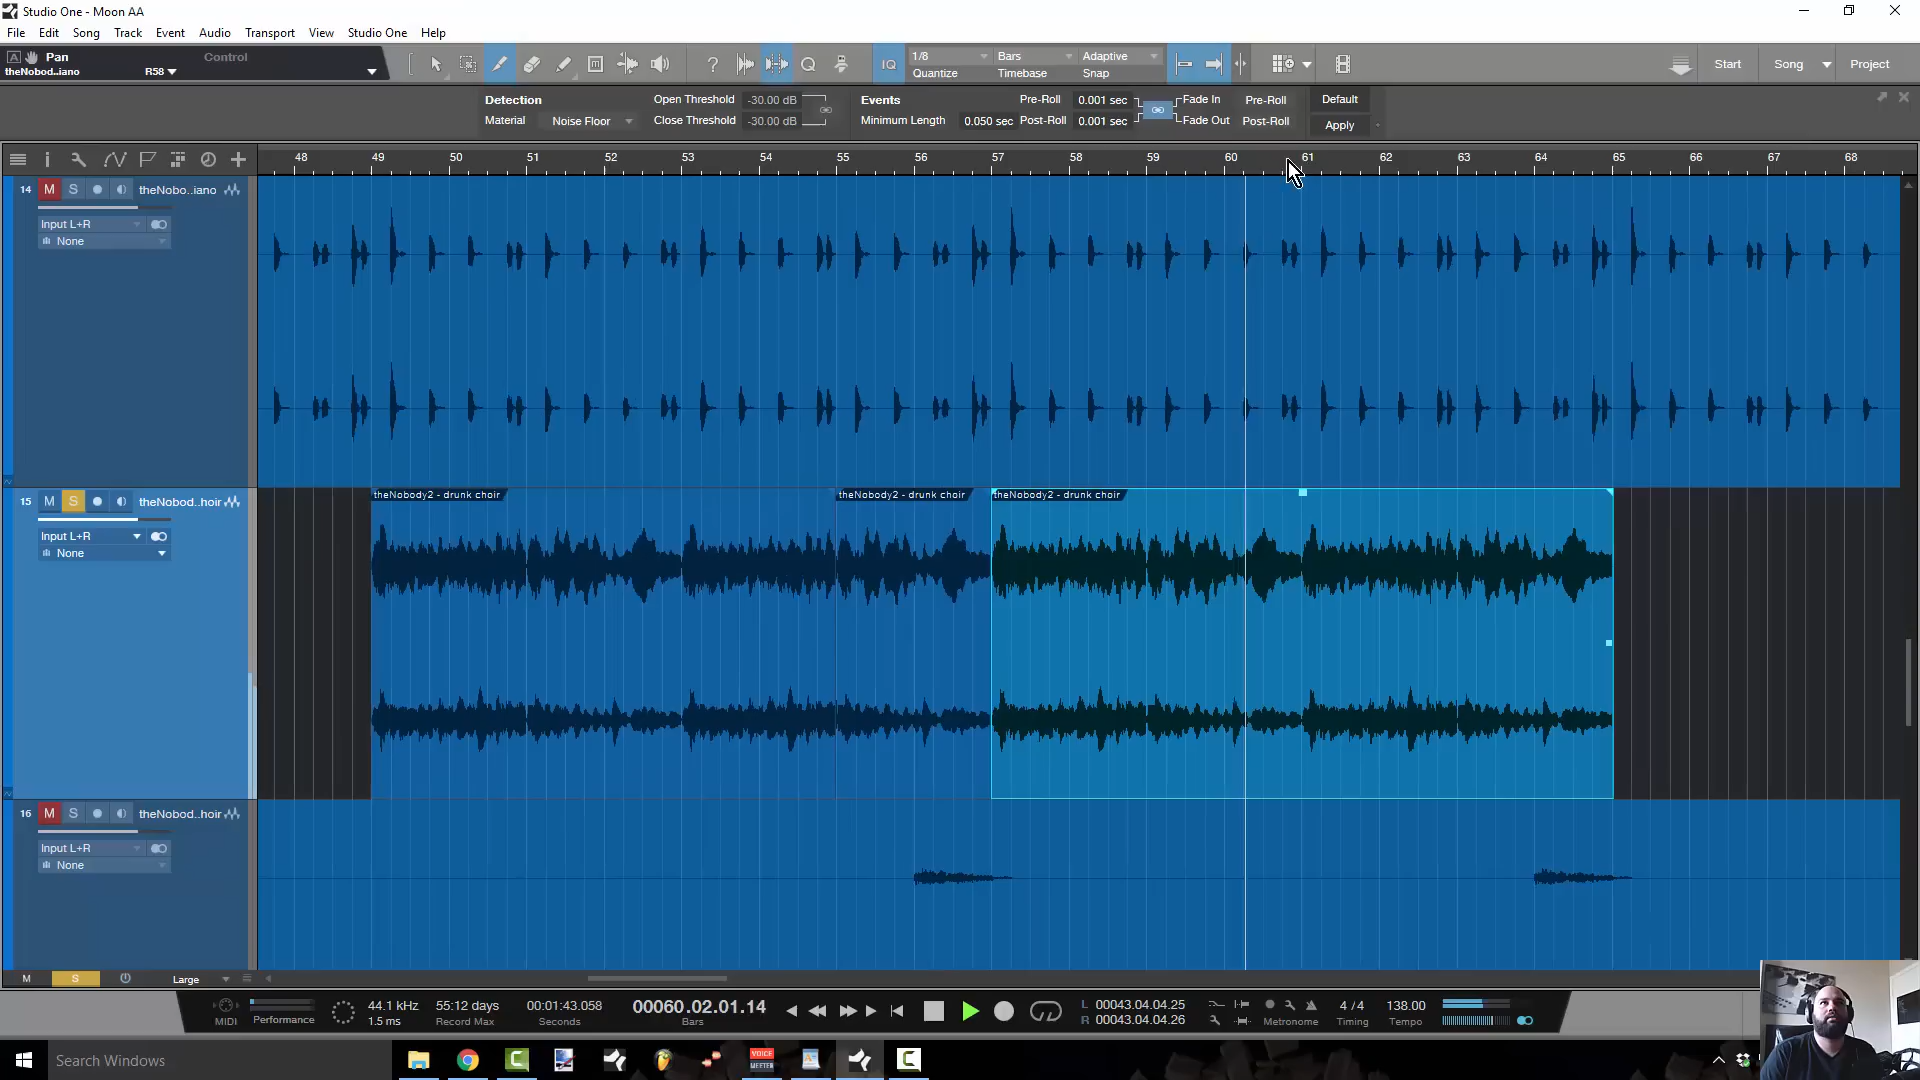 Studio One - Moon AA
File Edit Song Track Event Audio Transport View Studio One Help
Pan Control
theNobod..iano R58
IQ 1/8 Bars Adaptive
Quantize Timebase Snap
Start Song Project
Detection Open Threshold -30.00 dB Events Pre-Roll 0.001 sec Fade In Pre-Roll Default
Material Noise Floor Close Threshold -30.00 dB Minimum Length 0.050 sec Post-Roll 0.001 sec Fade Out Post-Roll Apply
48 49 50 51 52 53 54 55 56 57 58 59 60 61 62 63 64 65 66 67 68
14 M S theNobo..iano
Input L+R
None
15 M S theNobod..hoir
theNobody2 - drunk choir theNobody2 - drunk choir theNobody2 - drunk choir
Input L+R
None
16 M S theNobod..hoir
Input L+R
None
M S Large
MIDI Performance
44.1 kHz 55:12 days 00:01:43.058 00060.02.01.14 L 00043.04.04.25 4 / 4 138.00
1.5 ms Record Max Seconds Bars R 00043.04.04.26 Metronome Timing Tempo
Search Windows
VOICE MEETER